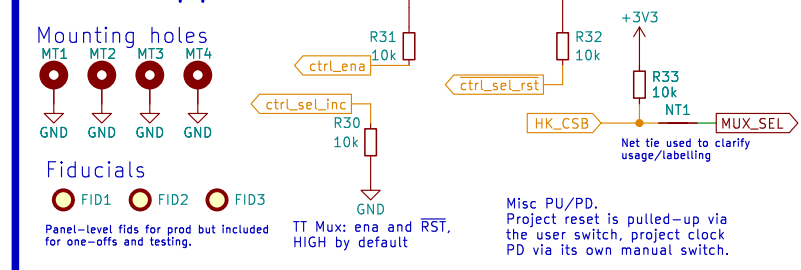 Mounting holes
MT1 MT2 MT3 MT4
GND GND GND GND
Fiducials
FID1 FID2 FID3
Panel-level fids for prod but included
for one-offs and testing.
R31
10k
ctrl_ena
ctrl_sel_inc
R30
10k
GND
TT Mux: ena and RST,
HIGH by default
R32
10k
ctrl_sel_rst
+3V3
R33
10k
HK_CSB
NT1
MUX_SEL
Net tie used to clarify
usage/labelling
Misc PU/PD.
Project reset is pulled-up via
the user switch, project clock
PD via its own manual switch.